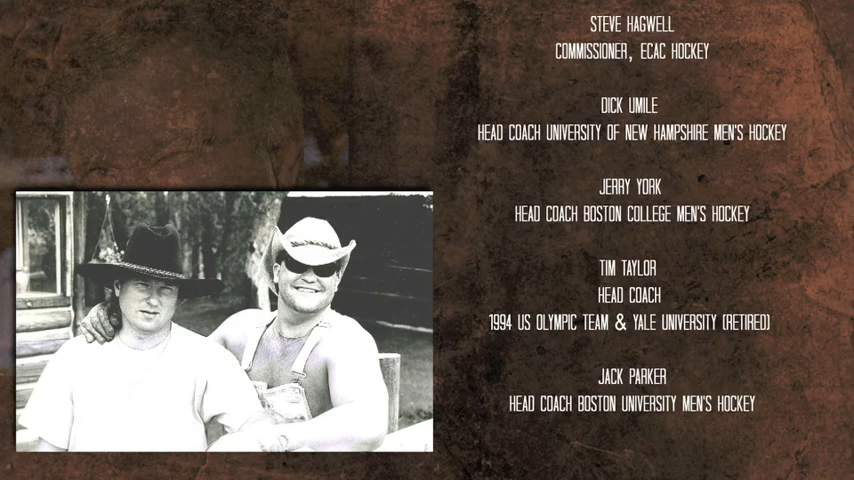 STEVE HAGWELL
COMMISSIONER, ECAC HOCKEY
DICK UMILE
HEAD COACH UNIVERSITY OF NEW HAMPSHIRE MEN'S HOCKEY
JERRY YORK
HEAD COACH BOSTON COLLEGE MEN'S HOCKEY
TIM TAYLOR
HEAD COACH
1994 US OLYMPIC TEAM & YALE UNIVERSITY (RETIRED)
JACK PARKER
HEAD COACH BOSTON UNIVERSITY MEN'S HOCKEY